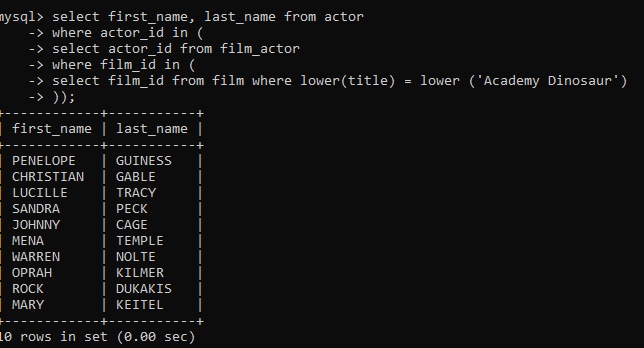 mysql> select first_name, last_name from actor
    -> where actor_id in (
    -> select actor_id from film_actor
    -> where film_id in (
    -> select film_id from film where lower(title) = lower ('Academy Dinosaur')
    -> ));
+------------+-----------+
| first_name | last_name |
+------------+-----------+
| PENELOPE   | GUINESS   |
| CHRISTIAN  | GABLE     |
| LUCILLE    | TRACY     |
| SANDRA     | PECK      |
| JOHNNY     | CAGE      |
| MENA       | TEMPLE    |
| WARREN     | NOLTE     |
| OPRAH      | KILMER    |
| ROCK       | DUKAKIS   |
| MARY       | KEITEL    |
+------------+-----------+
10 rows in set (0.00 sec)